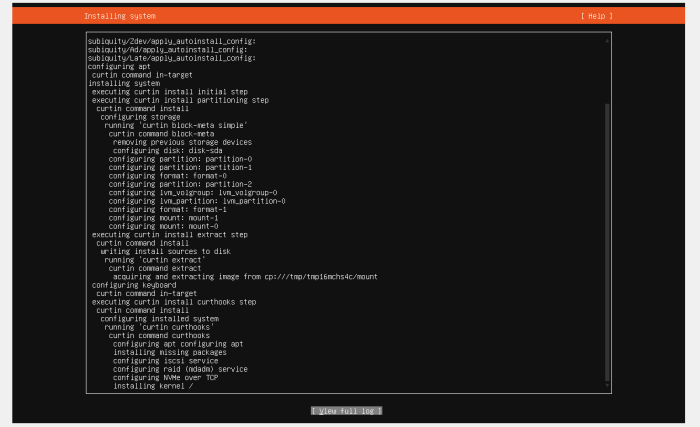 Installing system
[ Help ]
subiquity/Zdev/apply_autoinstall_config:
subiquity/Ad/apply_autoinstall_config:
subiquity/Late/apply_autoinstall_config:
configuring apt
curtin command in-target
installing system
executing curtin install initial step
executing curtin install partitioning step
curtin command install
configuring storage
running 'curtin block-meta simple'
curtin command block-meta
removing previous storage devices
configuring disk: disk-sda
configuring partition: partition-0
configuring partition: partition-1
configuring format: format-0
configuring partition: partition-2
configuring lvm_volgroup: lvm_volgroup-0
configuring lvm_partition: lvm_partition-0
configuring format: format-1
configuring mount: mount-1
configuring mount: mount-0
executing curtin install extract step
curtin command install
writing install sources to disk
running 'curtin extract'
curtin command extract
acquiring and extracting image from cp:///tmp/tmp16mchs4c/mount
configuring keyboard
curtin command in-target
executing curtin install curthooks step
curtin command install
configuring installed system
running 'curtin curthooks'
curtin command curthooks
configuring apt configuring apt
installing missing packages
configuring iscsi service
configuring raid (mdadm) service
configuring NVMe over TCP
installing kernel /
[ View full log ]